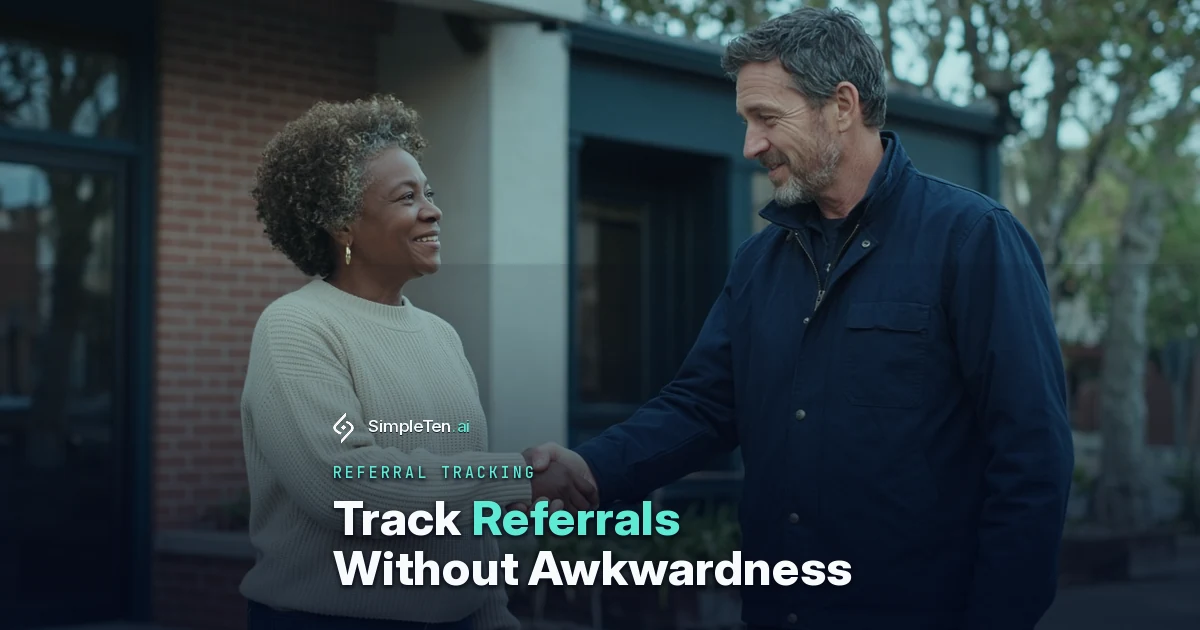 SimpleTen.ai
REFERRAL TRACKING
Track Referrals
Without Awkwardness